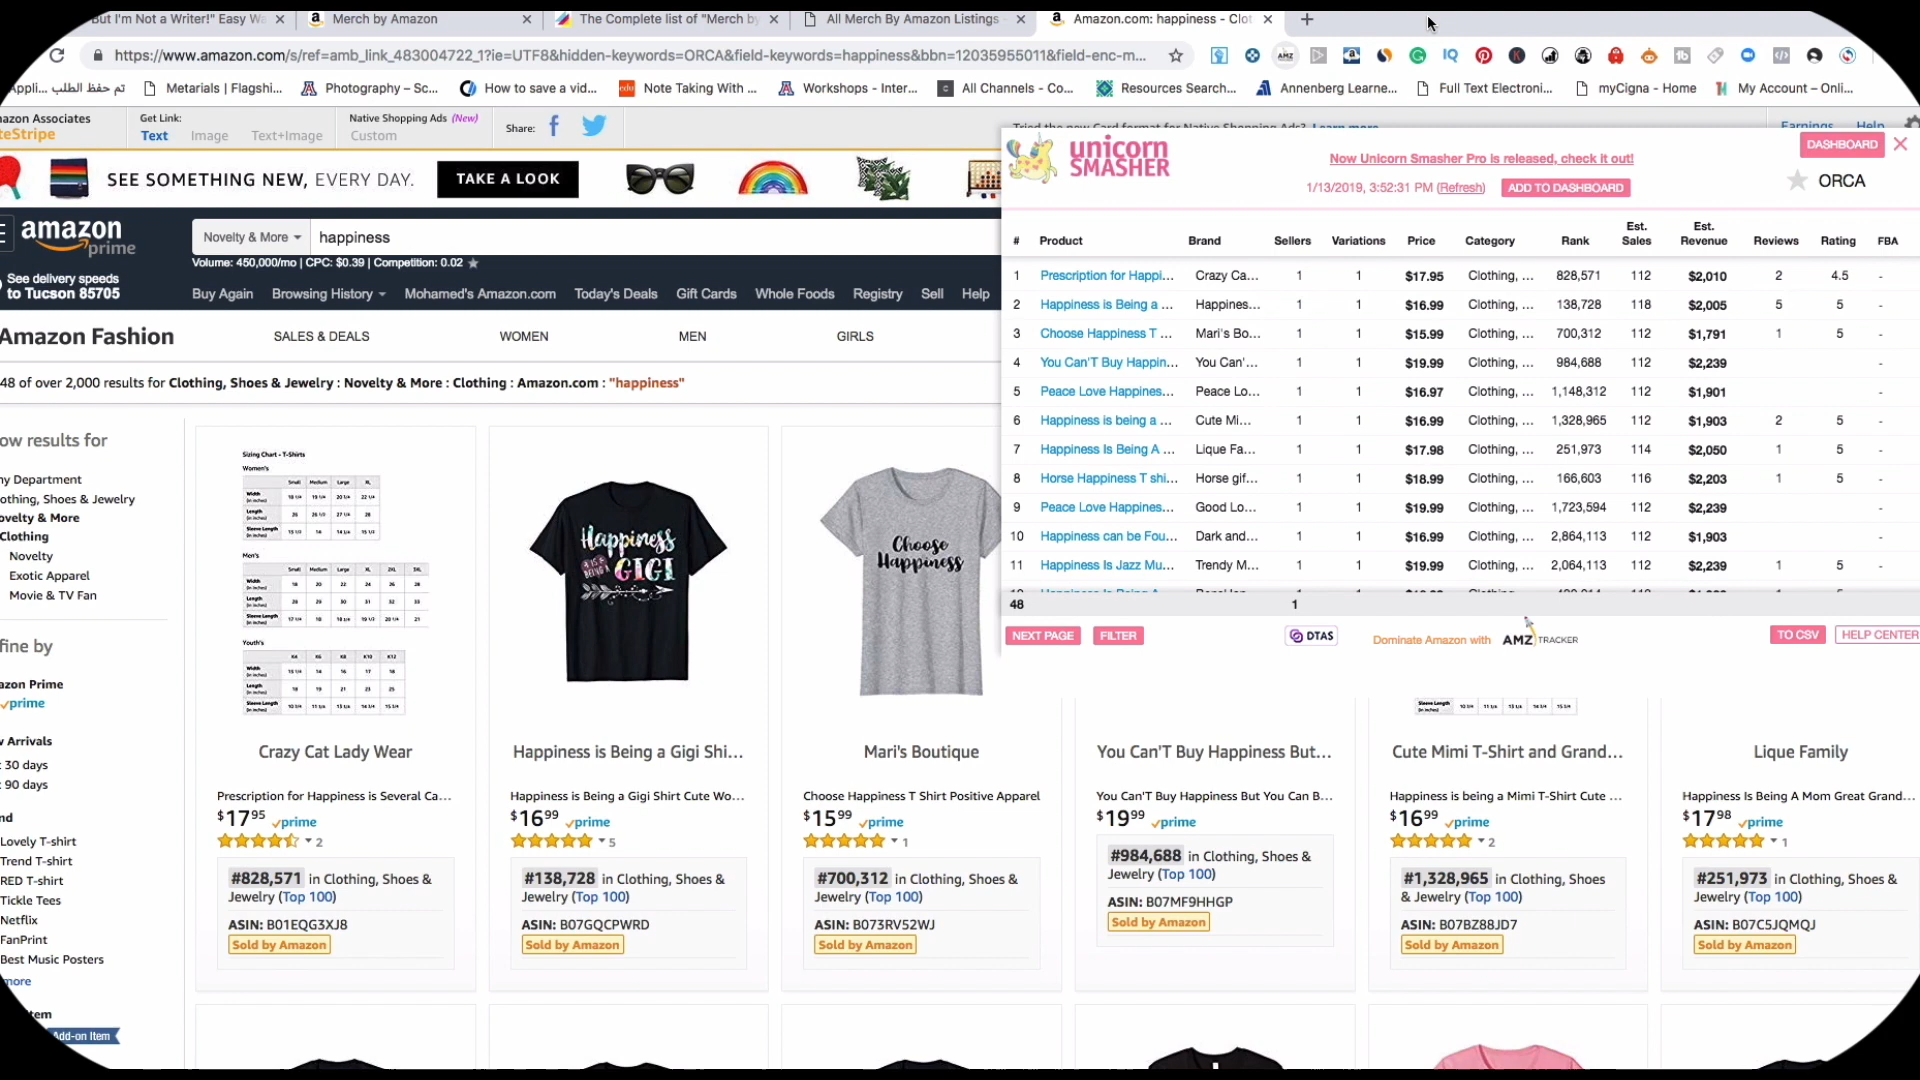 But I'm Not a Writer!" Easy Wa
Merch by Amazon
The Complete list of "Merch by
All Merch By Amazon Listings
Amazon.com: happiness - Clot
https://www.amazon.com/s/ref=amb_link_483004722_1?ie=UTF8&hidden-keywords=ORCA&field-keywords=happiness&bbn=12035955011&field-enc-m...
ppli... تم حفظ الطلب
Metarials | Flagshi...
Photography – Sc...
How to save a vid...
Note Taking With ...
Workshops - Inter...
All Channels - Co...
Resources Search...
Annenberg Learne...
Full Text Electroni...
myCigna - Home
My Account – Onli...
mazon Associates
teStripe
Get Link:
Text Image Text+Image
Native Shopping Ads (New)
Custom
Share:
Tried the new Card format for Native Shopping Ads? Learn more
Earnings Help
SEE SOMETHING NEW, EVERY DAY. TAKE A LOOK
amazon prime
Novelty & More happiness
Volume: 450,000/mo | CPC: $0.39 | Competition: 0.02
See delivery speeds
to Tucson 85705
Buy Again Browsing History Mohamed's Amazon.com Today's Deals Gift Cards Whole Foods Registry Sell Help
Amazon Fashion SALES & DEALS WOMEN MEN GIRLS
48 of over 2,000 results for Clothing, Shoes & Jewelry : Novelty & More : Clothing : Amazon.com : "happiness"
unicorn
SMASHER
Now Unicorn Smasher Pro is released, check it out!
1/13/2019, 3:52:31 PM (Refresh) ADD TO DASHBOARD
DASHBOARD
ORCA
# Product Brand Sellers Variations Price Category Rank Est. Sales Est. Revenue Reviews Rating FBA
1 Prescription for Happi... Crazy Ca... 1 1 $17.95 Clothing, ... 828,571 112 $2,010 2 4.5 -
2 Happiness is Being a ... Happines... 1 1 $16.99 Clothing, ... 138,728 118 $2,005 5 5 -
3 Choose Happiness T ... Mari's Bo... 1 1 $15.99 Clothing, ... 700,312 112 $1,791 1 5 -
4 You Can'T Buy Happin... You Can'... 1 1 $19.99 Clothing, ... 984,688 112 $2,239 -
5 Peace Love Happines... Peace Lo... 1 1 $16.97 Clothing, ... 1,148,312 112 $1,901 -
6 Happiness is being a ... Cute Mi... 1 1 $16.99 Clothing, ... 1,328,965 112 $1,903 2 5 -
7 Happiness Is Being A ... Lique Fa... 1 1 $17.98 Clothing, ... 251,973 114 $2,050 1 5 -
8 Horse Happiness T shi... Horse gif... 1 1 $18.99 Clothing, ... 166,603 116 $2,203 1 5 -
9 Peace Love Happines... Good Lo... 1 1 $19.99 Clothing, ... 1,723,594 112 $2,239 -
10 Happiness can be Fou... Dark and... 1 1 $16.99 Clothing, ... 2,864,113 112 $1,903 -
11 Happiness Is Jazz Mu... Trendy M... 1 1 $19.99 Clothing, ... 2,064,113 112 $2,239 1 5 -
48 1
NEXT PAGE FILTER DTAS Dominate Amazon with AMZ TRACKER TO CSV HELP CENTER
ow results for
ny Department
othing, Shoes & Jewelry
ovelty & More
Clothing
Novelty
Exotic Apparel
Movie & TV Fan
fine by
azon Prime
prime
w Arrivals
t 30 days
t 90 days
nd
Lovely T-shirt
Trend T-shirt
RED T-shirt
Tickle Tees
Netflix
FanPrint
Best Music Posters
more
tem
Add-on Item
Sizing Chart - T-Shirts
Women's
Men's
Youth's
Happiness
IS A BEING
GIGI
Choose
Happiness
Crazy Cat Lady Wear
Prescription for Happiness is Several Ca...
$17 95 prime
2
#828,571 in Clothing, Shoes &
Jewelry (Top 100)
ASIN: B01EQG3XJ8
Sold by Amazon
Happiness is Being a Gigi Shi...
Happiness is Being a Gigi Shirt Cute Wo...
$16 99 prime
5
#138,728 in Clothing, Shoes &
Jewelry (Top 100)
ASIN: B07GQCPWRD
Sold by Amazon
Mari's Boutique
Choose Happiness T Shirt Positive Apparel
$15 99 prime
1
#700,312 in Clothing, Shoes &
Jewelry (Top 100)
ASIN: B073RV52WJ
Sold by Amazon
You Can'T Buy Happiness But...
You Can'T Buy Happiness But You Can B...
$19 99 prime
#984,688 in Clothing, Shoes &
Jewelry (Top 100)
ASIN: B07MF9HHGP
Sold by Amazon
Cute Mimi T-Shirt and Grand...
Happiness is being a Mimi T-Shirt Cute ...
$16 99 prime
2
#1,328,965 in Clothing, Shoes
& Jewelry (Top 100)
ASIN: B07BZ88JD7
Sold by Amazon
Lique Family
Happiness Is Being A Mom Great Grand...
$17 98 prime
1
#251,973 in Clothing, Shoes &
Jewelry (Top 100)
ASIN: B07C5JQMQJ
Sold by Amazon